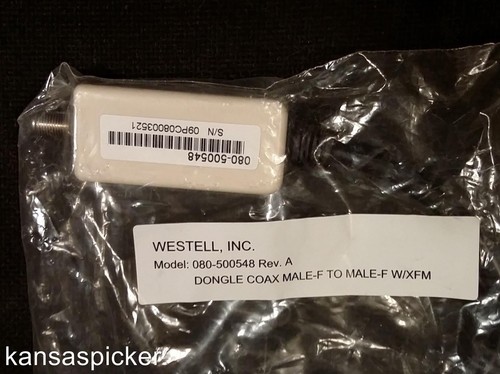 080-500548
S/N 09PC08003521
WESTELL, INC.
Model: 080-500548 Rev. A
DONGLE COAX MALE-F TO MALE-F W/XFM
kansaspicker